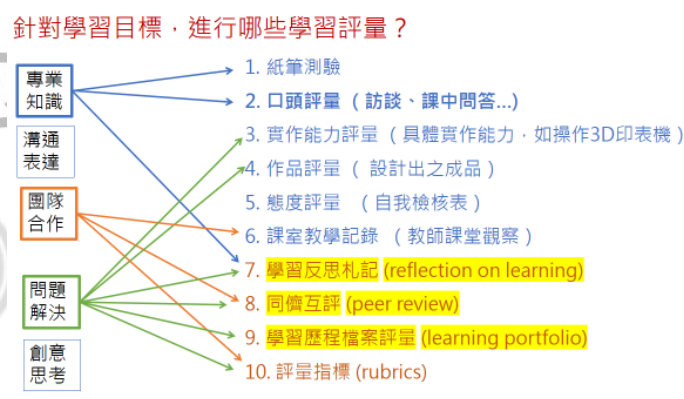 針對學習目標，進行哪些學習評量？
專業
知識
溝通
表達
團隊
合作
問題
解決
創意
思考
1. 紙筆測驗
2. 口頭評量 （訪談、課中問答...)
3. 實作能力評量 （具體實作能力，如操作3D印表機）
4. 作品評量 （ 設計出之成品）
5. 態度評量 （自我檢核表）
6. 課室教學記錄 （教師課堂觀察）
7. 學習反思札記 (reflection on learning)
8. 同儕互評 (peer review)
9. 學習歷程檔案評量 (learning portfolio)
10. 評量指標 (rubrics)